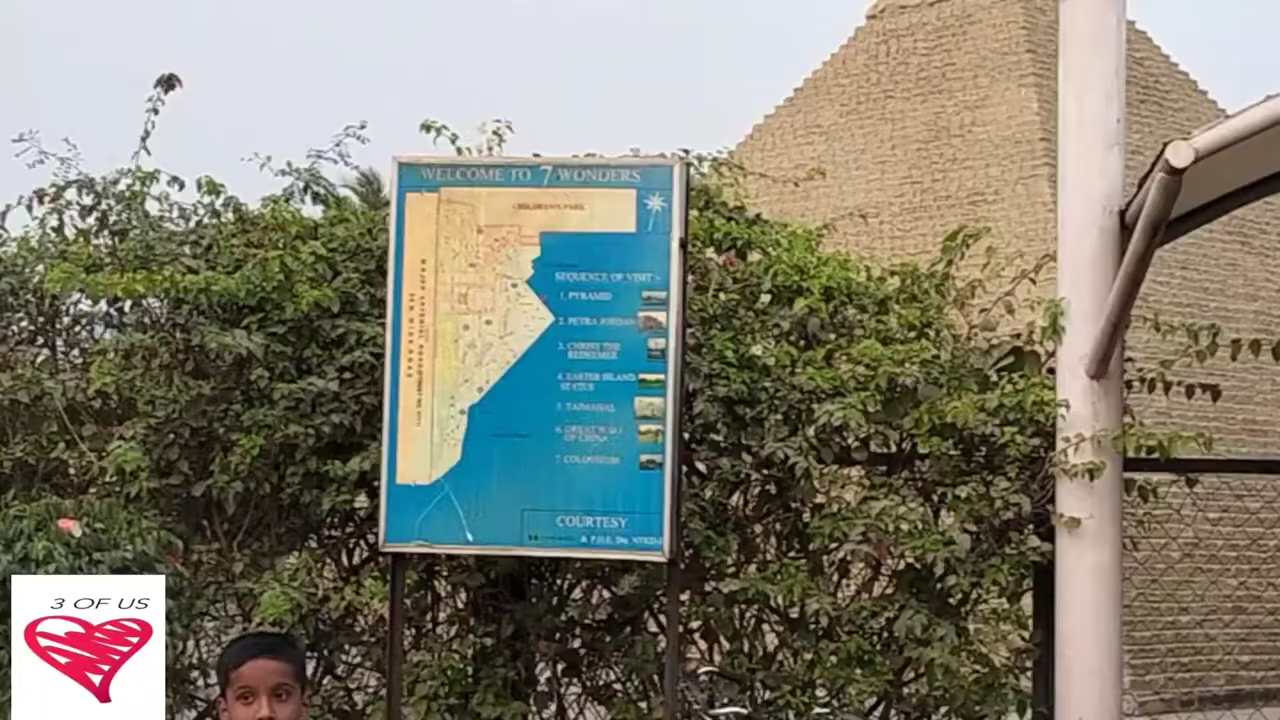 WELCOME TO 7 WONDERS
CHILDREN'S PARK
SEQUENCE OF VISIT :-
1. PYRAMID
2. PETRA JORDAN
3. CHRIST THE
REDEEMER
4. EASTER ISLAND
STATUE
5. TAJMAHAL
6. GREAT WALL
OF CHINA
7. COLOSSEUM
COURTESY
3 OF US